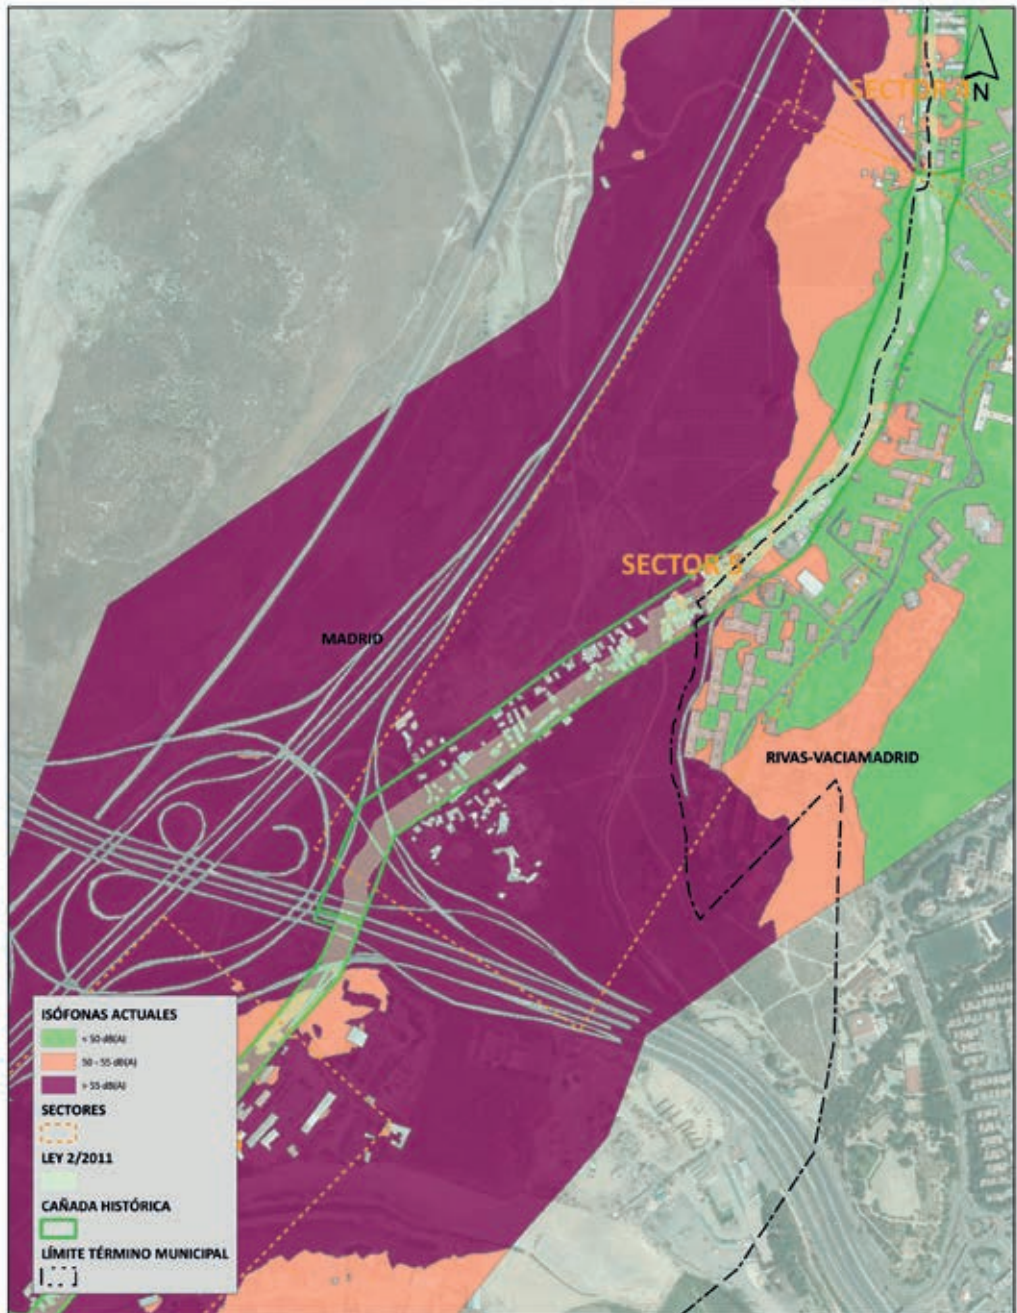 SECTOR 4
N
SECTOR 5
MADRID
RIVAS-VACIAMADRID
ISÓFONAS ACTUALES
< 50 dB(A)
50 - 55 dB(A)
> 55 dB(A)
SECTORES
LEY 2/2011
CAÑADA HISTÓRICA
LÍMITE TÉRMINO MUNICIPAL